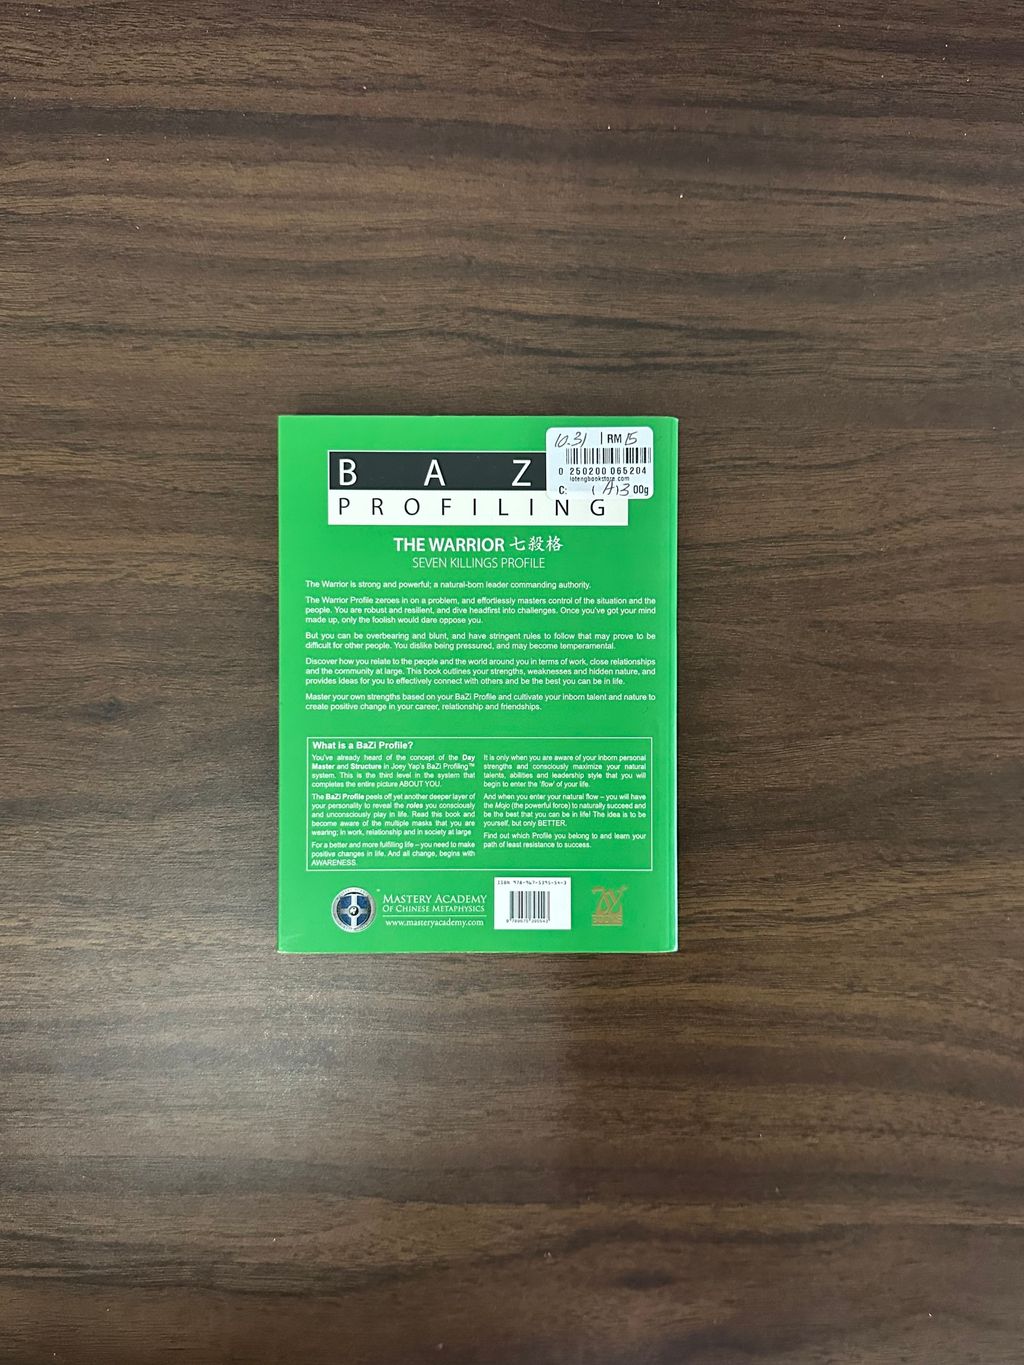 10.31 | RM 15
0 250200 065204
lotengbookstore.com
C: (A)3 00g
B A Z
PROFILING
THE WARRIOR 七殺格
SEVEN KILLINGS PROFILE
The Warrior is strong and powerful; a natural-born leader commanding authority.
The Warrior Profile zeroes in on a problem, and effortlessly masters control of the situation and the
people. You are robust and resilient, and dive headfirst into challenges. Once you've got your mind
made up, only the foolish would dare oppose you.
But you can be overbearing and blunt, and have stringent rules to follow that may prove to be
difficult for other people. You dislike being pressured, and may become temperamental.
Discover how you relate to the people and the world around you in terms of work, close relationships
and the community at large. This book outlines your strengths, weaknesses and hidden nature, and
provides ideas for you to effectively connect with others and be the best you can be in life.
Master your own strengths based on your BaZi Profile and cultivate your inborn talent and nature to
create positive change in your career, relationship and friendships.
What is a BaZi Profile?
You've already heard of the concept of the Day
Master and Structure in Joey Yap's BaZi Profiling™
system. This is the third level in the system that
completes the entire picture ABOUT YOU.
The BaZi Profile peels off yet another deeper layer of
your personality to reveal the roles you consciously
and unconsciously play in life. Read this book and
become aware of the multiple masks that you are
wearing; in work, relationship and in society at large
For a better and more fulfilling life – you need to make
positive changes in life. And all change, begins with
AWARENESS.
It is only when you are aware of your inborn personal
strengths and consciously maximize your natural
talents, abilities and leadership style that you will
begin to enter the 'flow' of your life.
And when you enter your natural flow – you will have
the Mojo (the powerful force) to naturally succeed and
be the best that you can be in life! The idea is to be
yourself, but only BETTER.
Find out which Profile you belong to and learn your
path of least resistance to success.
MASTERY ACADEMY
OF CHINESE METAPHYSICS
www.masteryacademy.com
ISBN 978-967-5395-54-3
9 789675 395543